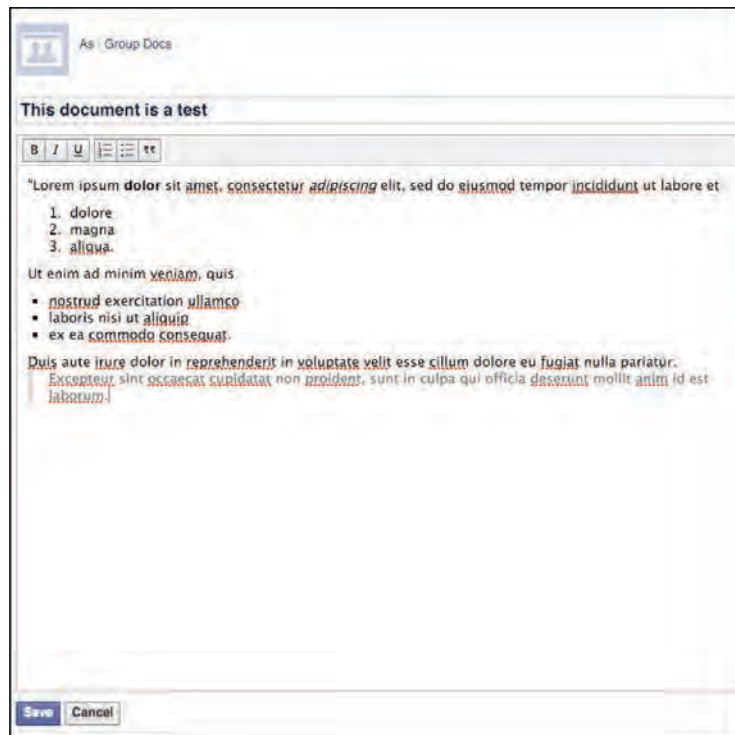 As · Group Docs
This document is a test
B I U
"Lorem ipsum dolor sit amet, consectetur adipiscing elit, sed do eiusmod tempor incididunt ut labore et
1. dolore
2. magna
3. aliqua.
Ut enim ad minim veniam, quis
▪ nostrud exercitation ullamco
▪ laboris nisi ut aliquip
▪ ex ea commodo consequat.
Duis aute irure dolor in reprehenderit in voluptate velit esse cillum dolore eu fugiat nulla pariatur.
Excepteur sint occaecat cupidatat non proident, sunt in culpa qui officia deserunt mollit anim id est
laborum.
Save Cancel